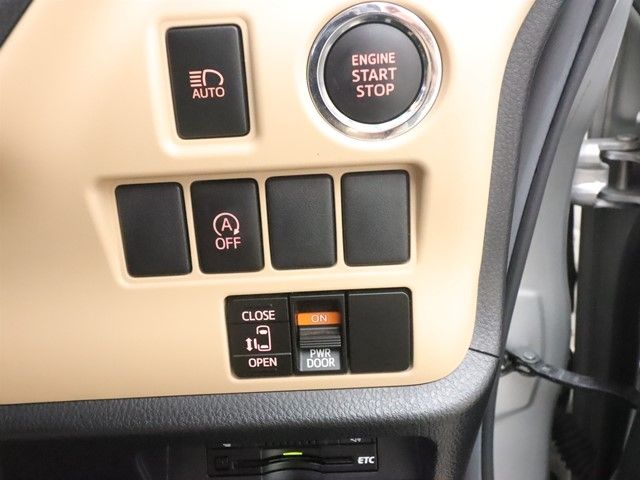 ENGINE
START
STOP
AUTO
A
OFF
CLOSE
ON
OPEN
PWR
DOOR
ETC